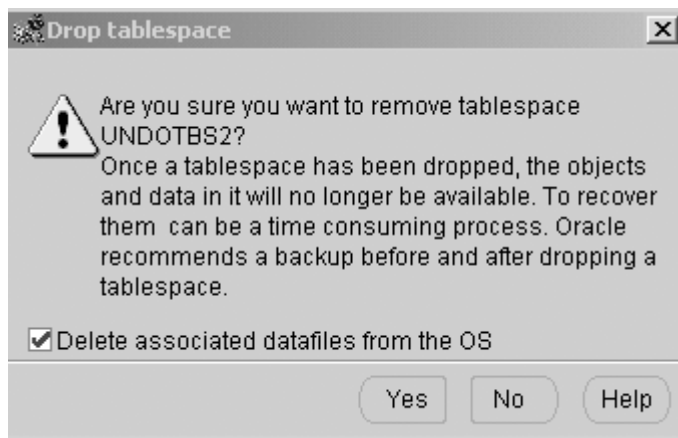 Drop tablespace
Are you sure you want to remove tablespace
UNDOTBS2?
Once a tablespace has been dropped, the objects
and data in it will no longer be available. To recover
them  can be a time consuming process. Oracle
recommends a backup before and after dropping a
tablespace.
Delete associated datafiles from the OS
Yes No Help